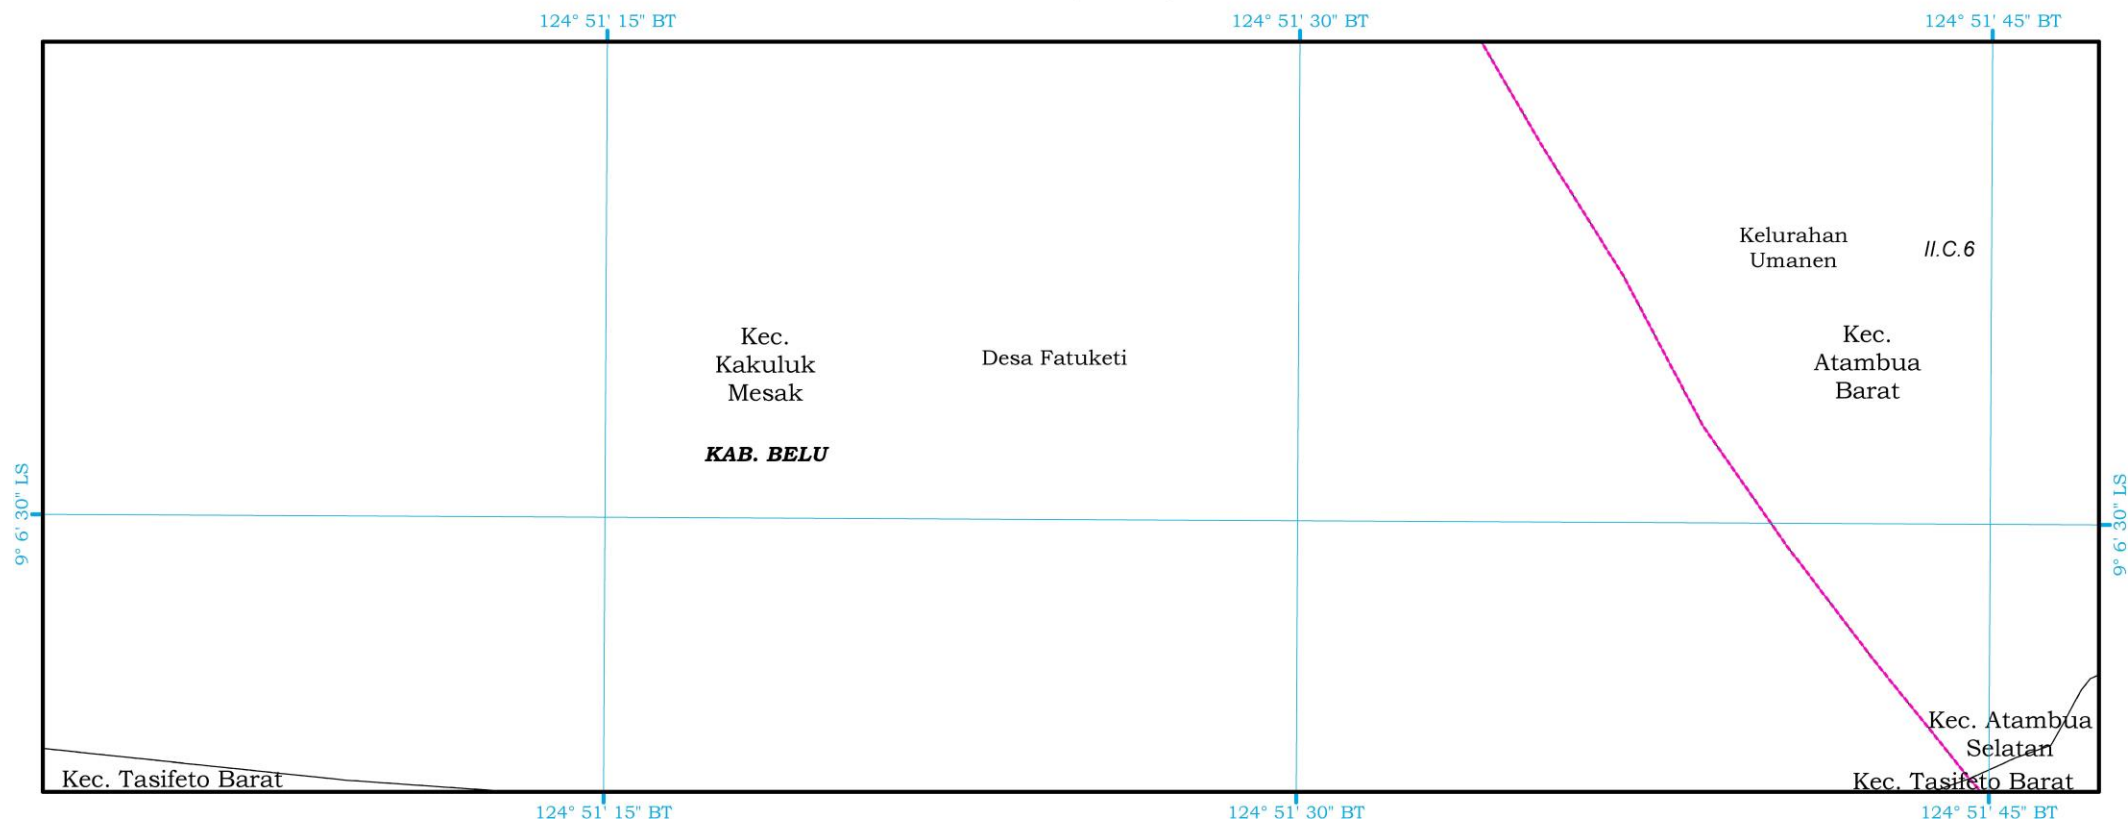 124° 51' 15" BT
124° 51' 30" BT
124° 51' 45" BT
Kelurahan
Umanen
II.C.6
Kec.
Kakuluk
Mesak
Desa Fatuketi
Kec.
Atambua
Barat
KAB. BELU
9° 6' 30" LS
9° 6' 30" LS
Kec. Atambua
Selatan
Kec. Tasifeto Barat
Kec. Tasifeto Barat
124° 51' 15" BT
124° 51' 30" BT
124° 51' 45" BT